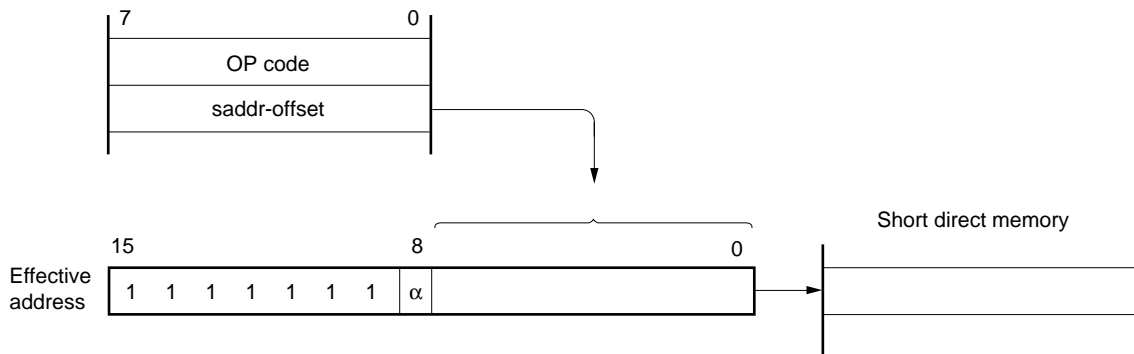 7 0
OP code
saddr-offset
Short direct memory
15 8 0
Effective
address
1 1 1 1 1 1 1 α